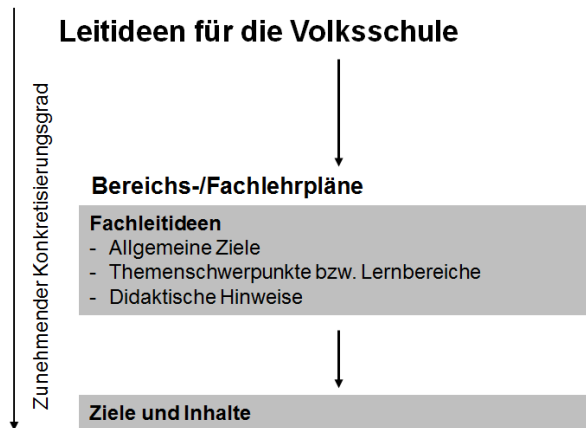 Leitideen für die Volksschule
Zunehmender Konkretisierungsgrad
Bereichs-/Fachlehrpläne
Fachleitideen
- Allgemeine Ziele
- Themenschwerpunkte bzw. Lernbereiche
- Didaktische Hinweise
Ziele und Inhalte